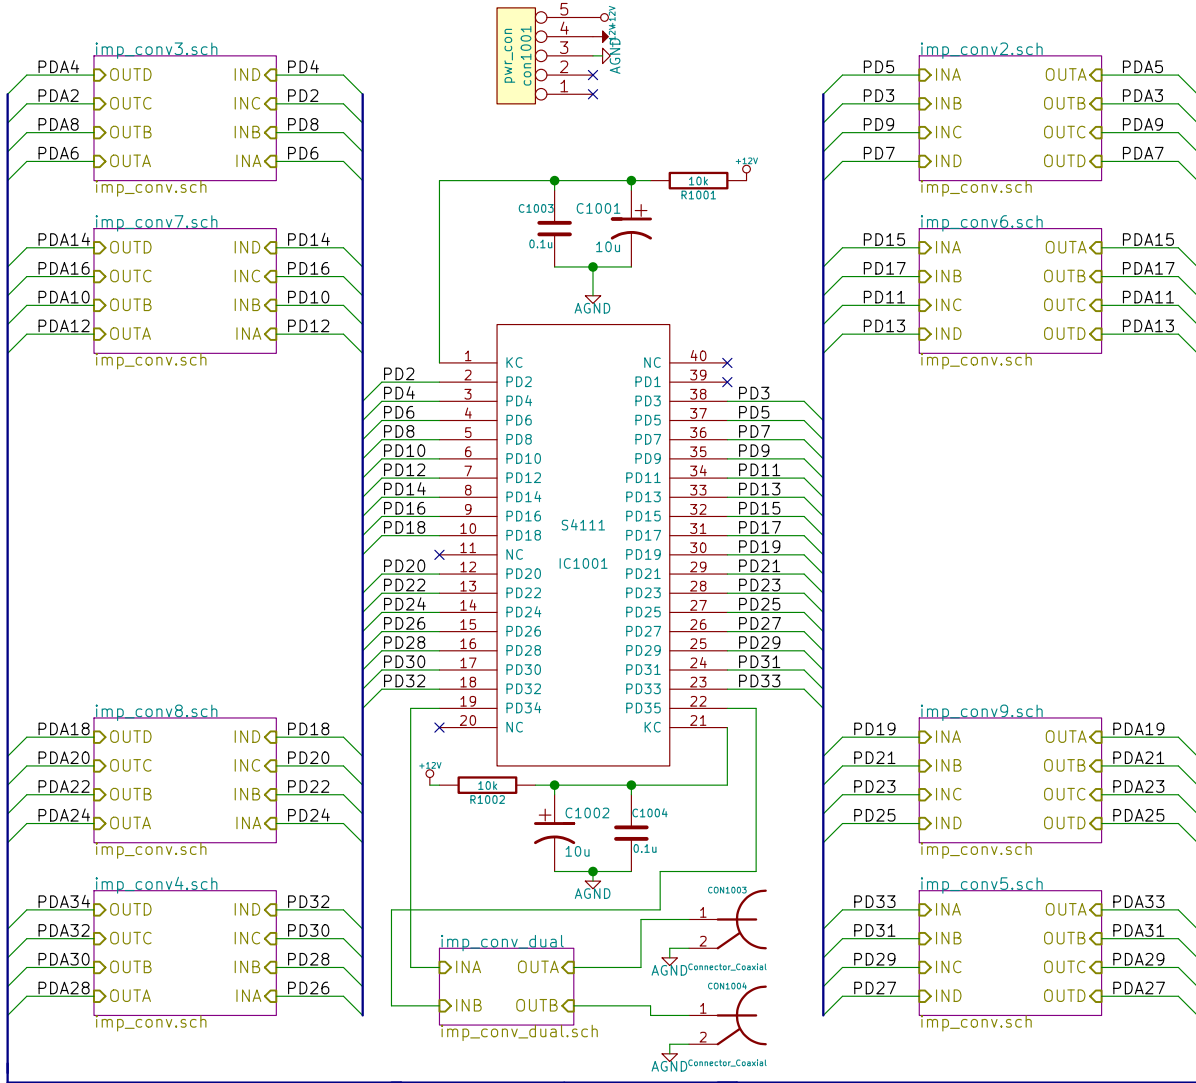 pwr_con
con1001
5
4
3
2
1
+12V
AGND
imp_conv3.sch
PDA4 OUTD IND PD4
PDA2 OUTC INC PD2
PDA8 OUTB INB PD8
PDA6 OUTA INA PD6
imp_conv.sch
imp_conv2.sch
PD5 INA OUTA PDA5
PD3 INB OUTB PDA3
PD9 INC OUTC PDA9
PD7 IND OUTD PDA7
imp_conv.sch
imp_conv7.sch
PDA14 OUTD IND PD14
PDA16 OUTC INC PD16
PDA10 OUTB INB PD10
PDA12 OUTA INA PD12
imp_conv.sch
+12V
10k
R1001
C1003
0.1u
C1001
10u
AGND
imp_conv6.sch
PD15 INA OUTA PDA15
PD17 INB OUTB PDA17
PD11 INC OUTC PDA11
PD13 IND OUTD PDA13
imp_conv.sch
1 KC NC 40
PD2 2 PD2 PD1 39
PD4 3 PD4 PD3 38 PD3
PD6 4 PD6 PD5 37 PD5
PD8 5 PD8 PD7 36 PD7
PD10 6 PD10 PD9 35 PD9
PD12 7 PD12 PD11 34 PD11
PD14 8 PD14 PD13 33 PD13
PD16 9 PD16 PD15 32 PD15
PD18 10 PD18 PD17 31 PD17
11 NC PD19 30 PD19
PD20 12 PD20 PD21 29 PD21
PD22 13 PD22 PD23 28 PD23
PD24 14 PD24 PD25 27 PD25
PD26 15 PD26 PD27 26 PD27
PD28 16 PD28 PD29 25 PD29
PD30 17 PD30 PD31 24 PD31
PD32 18 PD32 PD33 23 PD33
19 PD34 PD35 22
20 NC KC 21
S4111
IC1001
imp_conv8.sch
PDA18 OUTD IND PD18
PDA20 OUTC INC PD20
PDA22 OUTB INB PD22
PDA24 OUTA INA PD24
imp_conv.sch
+12V
10k
R1002
C1002
10u
C1004
0.1u
AGND
imp_conv9.sch
PD19 INA OUTA PDA19
PD21 INB OUTB PDA21
PD23 INC OUTC PDA23
PD25 IND OUTD PDA25
imp_conv.sch
imp_conv4.sch
PDA34 OUTD IND PD32
PDA32 OUTC INC PD30
PDA30 OUTB INB PD28
PDA28 OUTA INA PD26
imp_conv.sch
imp_conv_dual
INA OUTA
INB OUTB
imp_conv_dual.sch
CON1003
1
2
AGND
Connector_Coaxial
CON1004
1
2
AGND
Connector_Coaxial
imp_conv5.sch
PD33 INA OUTA PDA33
PD31 INB OUTB PDA31
PD29 INC OUTC PDA29
PD27 IND OUTD PDA27
imp_conv.sch